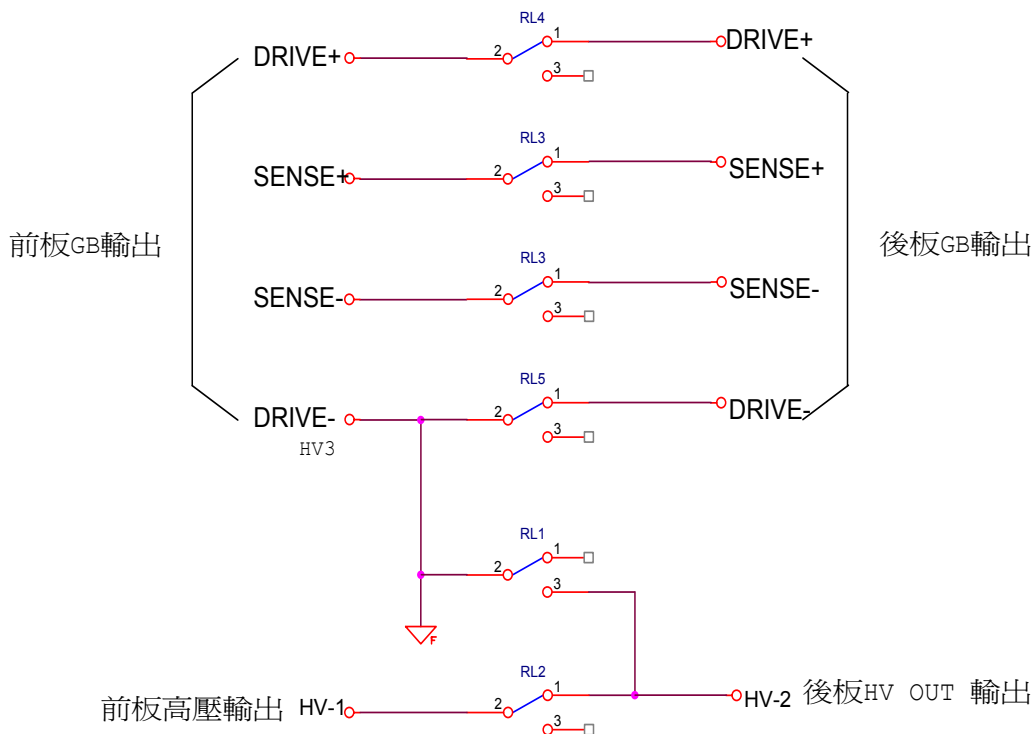 RL4
DRIVE+ 2 1 DRIVE+
3
RL3
SENSE+ 2 1 SENSE+
3
前板GB輸出 後板GB輸出
RL3
SENSE- 2 1 SENSE-
3
RL5
DRIVE- 2 1 DRIVE-
HV3 3
RL1
2 1
3
F
RL2
前板高壓輸出 HV-1 2 1 HV-2 後板HV OUT 輸出
3